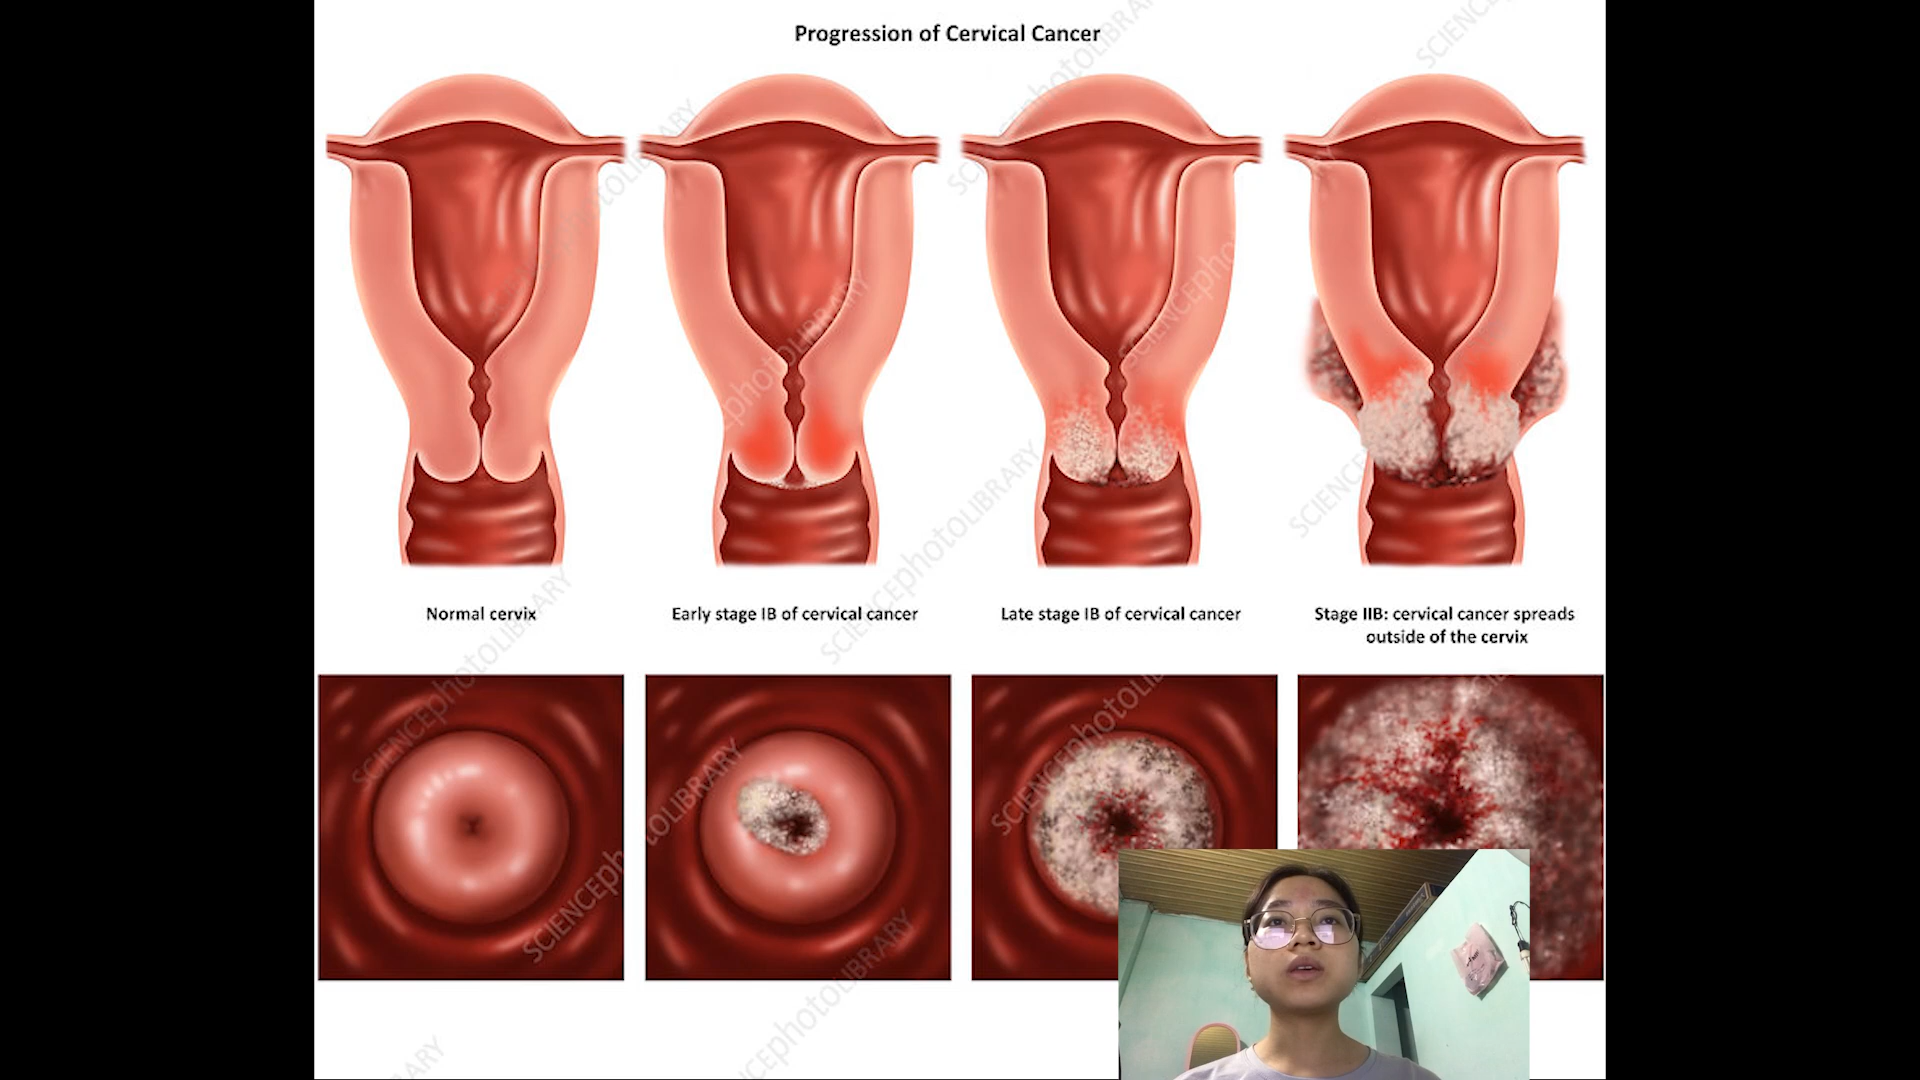 Progression of Cervical Cancer
Normal cervix
Early stage IB of cervical cancer
Late stage IB of cervical cancer
Stage IIB: cervical cancer spreads
outside of the cervix
SCIENCEphotoLIBRARY